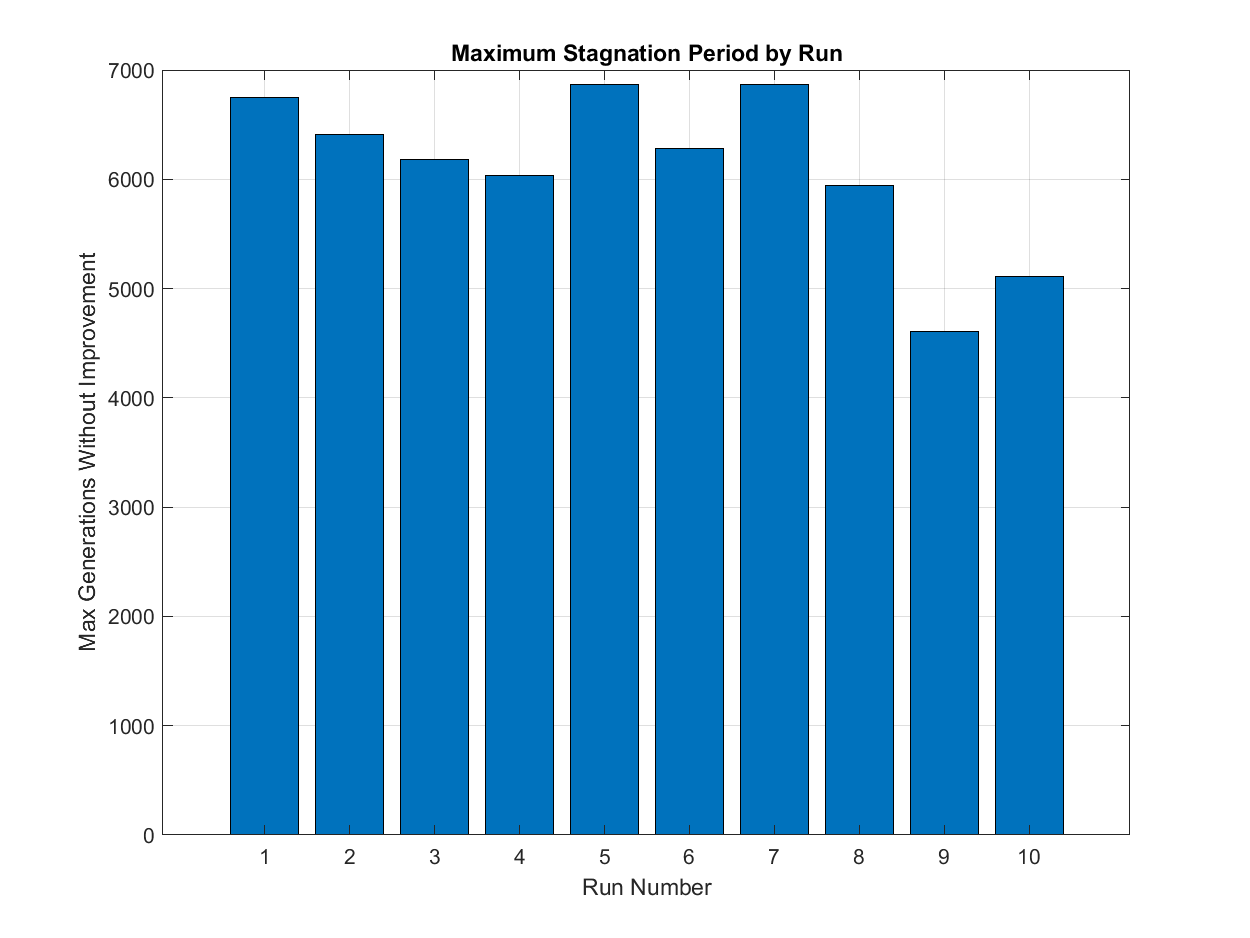 Maximum Stagnation Period by Run
7000
6000
5000
4000
3000
2000
1000
0
Max Generations Without Improvement
1 2 3 4 5 6 7 8 9 10
Run Number